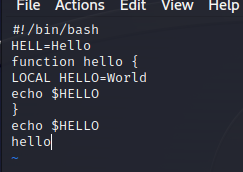 File Actions Edit View Help
#!/bin/bash
HELL=Hello
function hello {
LOCAL HELLO=World
echo $HELLO
}
echo $HELLO
hello
~